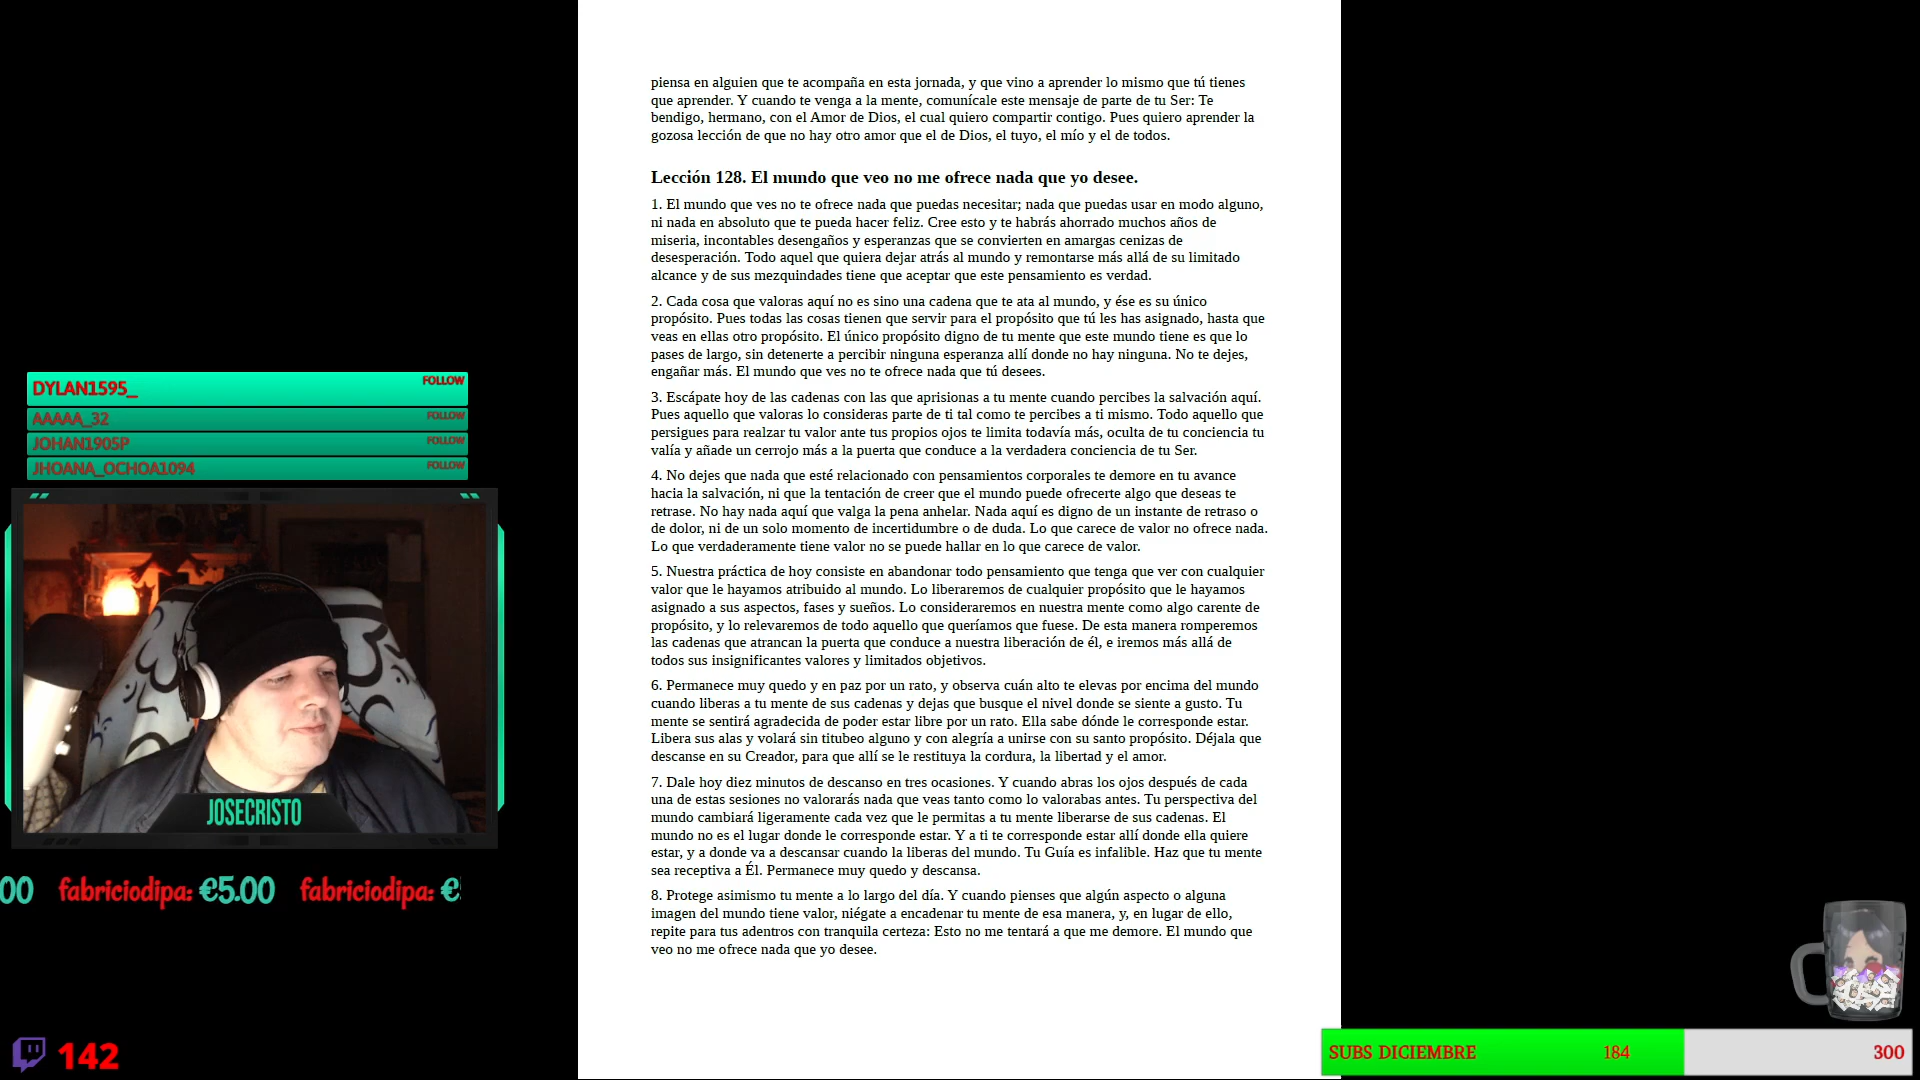 piensa en alguien que te acompaña en esta jornada, y que vino a aprender lo mismo que tú tienes
que aprender. Y cuando te venga a la mente, comunícale este mensaje de parte de tu Ser: Te
bendigo, hermano, con el Amor de Dios, el cual quiero compartir contigo. Pues quiero aprender la
gozosa lección de que no hay otro amor que el de Dios, el tuyo, el mío y el de todos.
Lección 128. El mundo que veo no me ofrece nada que yo desee.
1. El mundo que ves no te ofrece nada que puedas necesitar; nada que puedas usar en modo alguno,
ni nada en absoluto que te pueda hacer feliz. Cree esto y te habrás ahorrado muchos años de
miseria, incontables desengaños y esperanzas que se convierten en amargas cenizas de
desesperación. Todo aquel que quiera dejar atrás al mundo y remontarse más allá de su limitado
alcance y de sus mezquindades tiene que aceptar que este pensamiento es verdad.
2. Cada cosa que valoras aquí no es sino una cadena que te ata al mundo, y ése es su único
propósito. Pues todas las cosas tienen que servir para el propósito que tú les has asignado, hasta que
veas en ellas otro propósito. El único propósito digno de tu mente que este mundo tiene es que lo
pases de largo, sin detenerte a percibir ninguna esperanza allí donde no hay ninguna. No te dejes,
engañar más. El mundo que ves no te ofrece nada que tú desees.
3. Escápate hoy de las cadenas con las que aprisionas a tu mente cuando percibes la salvación aquí.
Pues aquello que valoras lo consideras parte de ti tal como te percibes a ti mismo. Todo aquello que
persigues para realzar tu valor ante tus propios ojos te limita todavía más, oculta de tu conciencia tu
valía y añade un cerrojo más a la puerta que conduce a la verdadera conciencia de tu Ser.
4. No dejes que nada que esté relacionado con pensamientos corporales te demore en tu avance
hacia la salvación, ni que la tentación de creer que el mundo puede ofrecerte algo que deseas te
retrase. No hay nada aquí que valga la pena anhelar. Nada aquí es digno de un instante de retraso o
de dolor, ni de un solo momento de incertidumbre o de duda. Lo que carece de valor no ofrece nada.
Lo que verdaderamente tiene valor no se puede hallar en lo que carece de valor.
5. Nuestra práctica de hoy consiste en abandonar todo pensamiento que tenga que ver con cualquier
valor que le hayamos atribuido al mundo. Lo liberaremos de cualquier propósito que le hayamos
asignado a sus aspectos, fases y sueños. Lo consideraremos en nuestra mente como algo carente de
propósito, y lo relevaremos de todo aquello que queríamos que fuese. De esta manera romperemos
las cadenas que atrancan la puerta que conduce a nuestra liberación de él, e iremos más allá de
todos sus insignificantes valores y limitados objetivos.
6. Permanece muy quedo y en paz por un rato, y observa cuán alto te elevas por encima del mundo
cuando liberas a tu mente de sus cadenas y dejas que busque el nivel donde se siente a gusto. Tu
mente se sentirá agradecida de poder estar libre por un rato. Ella sabe dónde le corresponde estar.
Libera sus alas y volará sin titubeo alguno y con alegría a unirse con su santo propósito. Déjala que
descanse en su Creador, para que allí se le restituya la cordura, la libertad y el amor.
7. Dale hoy diez minutos de descanso en tres ocasiones. Y cuando abras los ojos después de cada
una de estas sesiones no valorarás nada que veas tanto como lo valorabas antes. Tu perspectiva del
mundo cambiará ligeramente cada vez que le permitas a tu mente liberarse de sus cadenas. El
mundo no es el lugar donde le corresponde estar. Y a ti te corresponde estar allí donde ella quiere
estar, y a donde va a descansar cuando la liberas del mundo. Tu Guía es infalible. Haz que tu mente
sea receptiva a Él. Permanece muy quedo y descansa.
8. Protege asimismo tu mente a lo largo del día. Y cuando pienses que algún aspecto o alguna
imagen del mundo tiene valor, niégate a encadenar tu mente de esa manera, y, en lugar de ello,
repite para tus adentros con tranquila certeza: Esto no me tentará a que me demore. El mundo que
veo no me ofrece nada que yo desee.
DYLAN1595_ FOLLOW
AAAAA_32 FOLLOW
JOHAN1905P FOLLOW
JHOANA_OCHOA1094 FOLLOW
JOSECRISTO
00 fabriciodipa: €5.00 fabriciodipa: €
142
SUBS DICIEMBRE 184 300